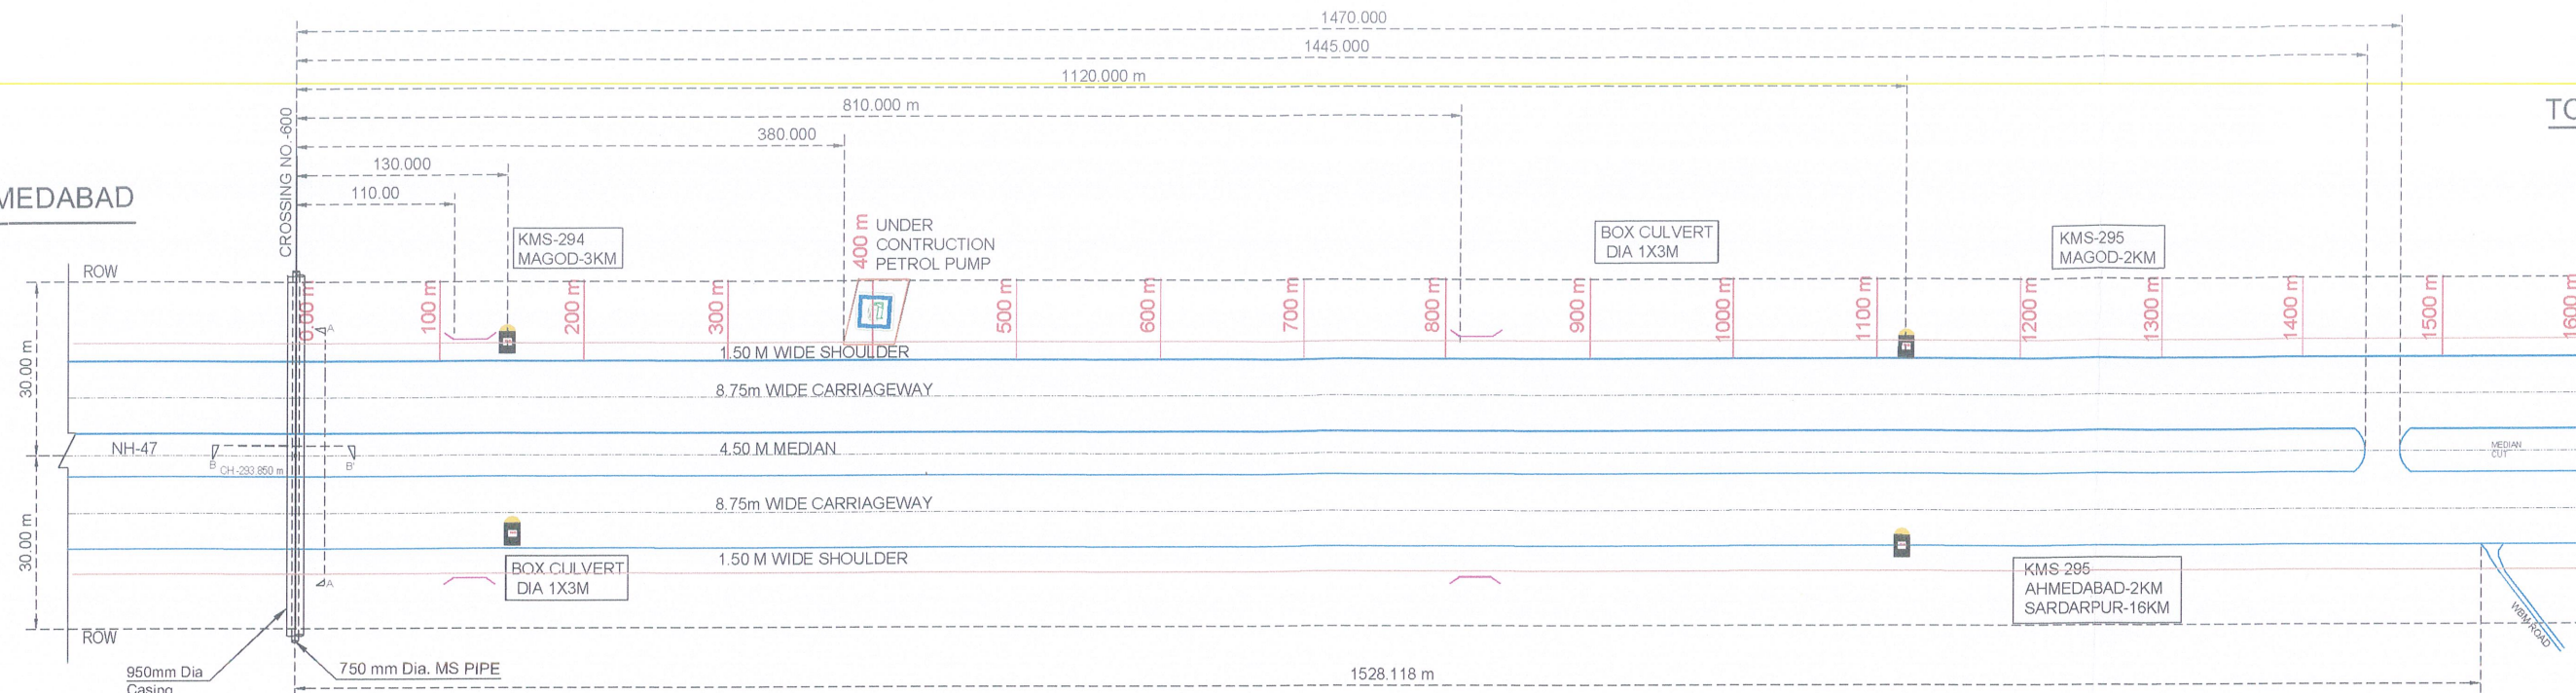 1470.000
1445.000
1120.000 m
810.000 m
380.000
130.000
110.00
CROSSING NO.-600
MEDABAD
TO
KMS-294
MAGOD-3KM
400 m
UNDER
CONTRUCTION
PETROL PUMP
BOX CULVERT
DIA 1X3M
KMS-295
MAGOD-2KM
ROW
0.00 m
100 m
200 m
300 m
500 m
600 m
700 m
800 m
900 m
1000 m
1100 m
1200 m
1300 m
1400 m
1500 m
1600 m
A
30.00 m
1.50 M WIDE SHOULDER
8.75m WIDE CARRIAGEWAY
NH-47
4.50 M MEDIAN
MEDIAN
CUT
B
B'
CH-293.850 m
8.75m WIDE CARRIAGEWAY
30.00 m
1.50 M WIDE SHOULDER
BOX CULVERT
DIA 1X3M
A
KMS 295
AHMEDABAD-2KM
SARDARPUR-16KM
WBM ROAD
ROW
950mm Dia
Casing
750 mm Dia. MS PIPE
1528.118 m